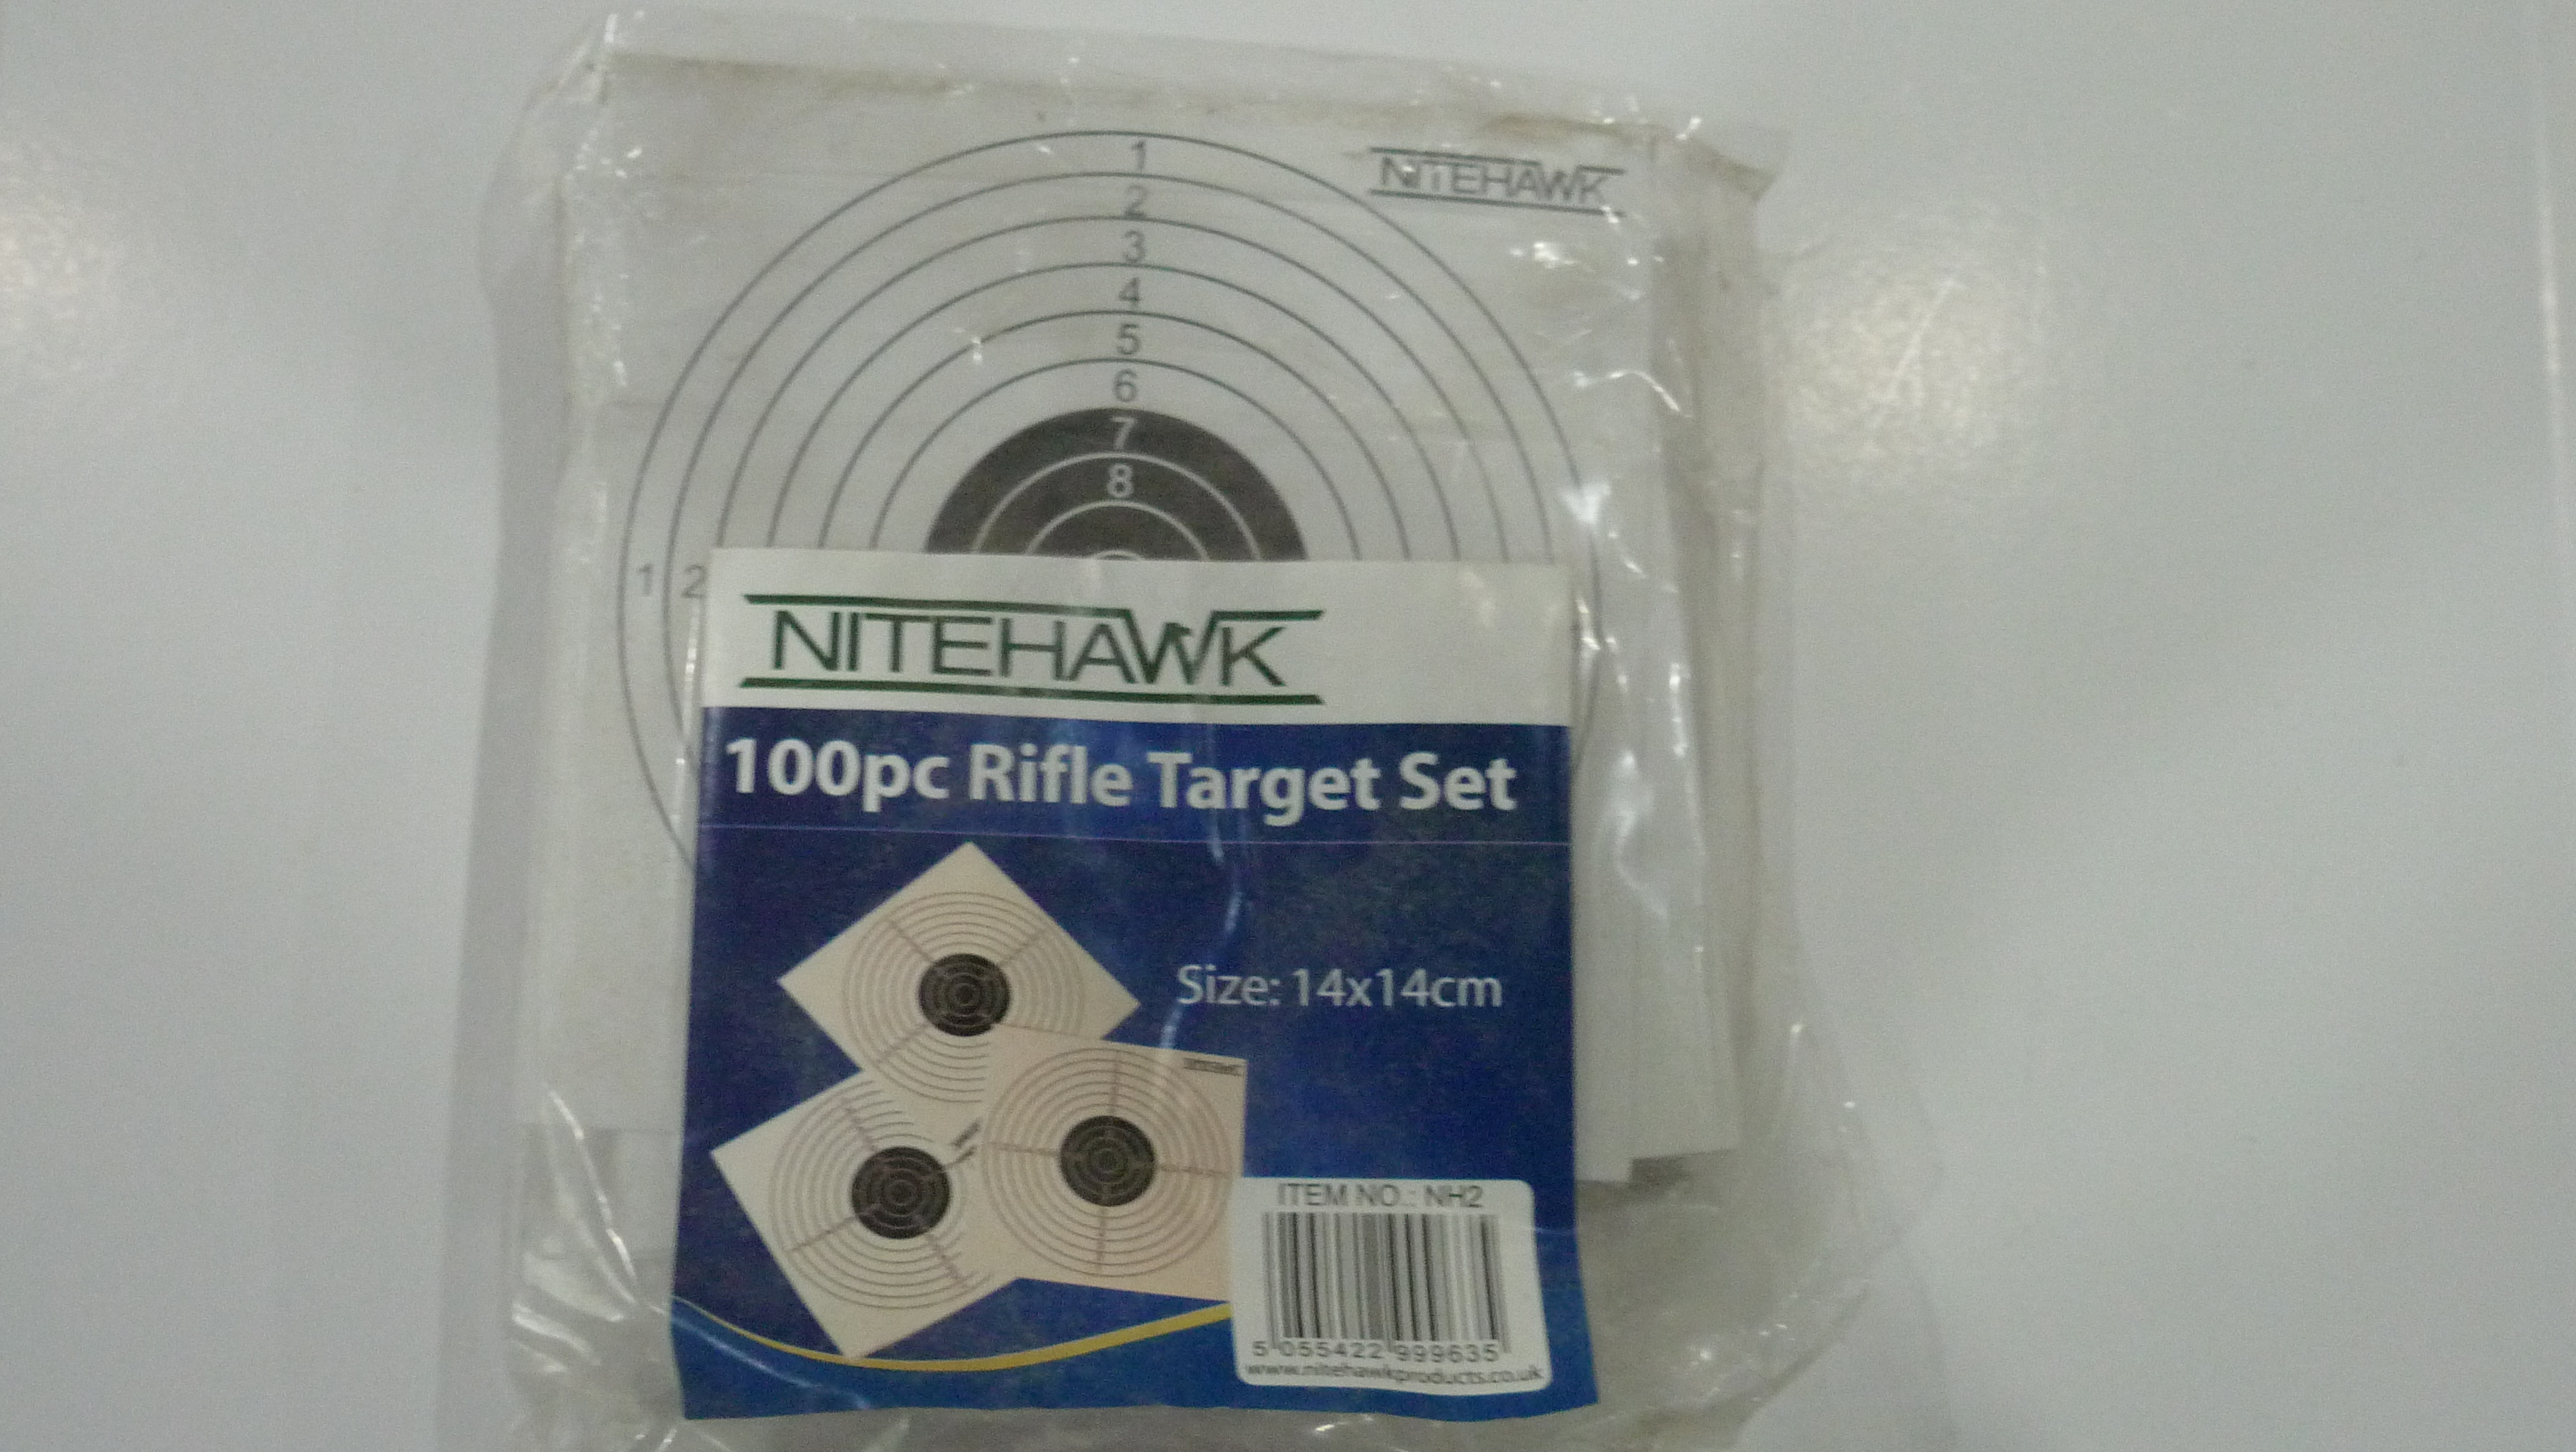 1
NITEHAWK
2
3
4
5
6
7
8
1 2
NITEHAWK
100pc Rifle Target Set
Size: 14x14cm
NITEHAWK
ITEM NO.: NH2
5 055422 999635
www.nitehawkproducts.co.uk